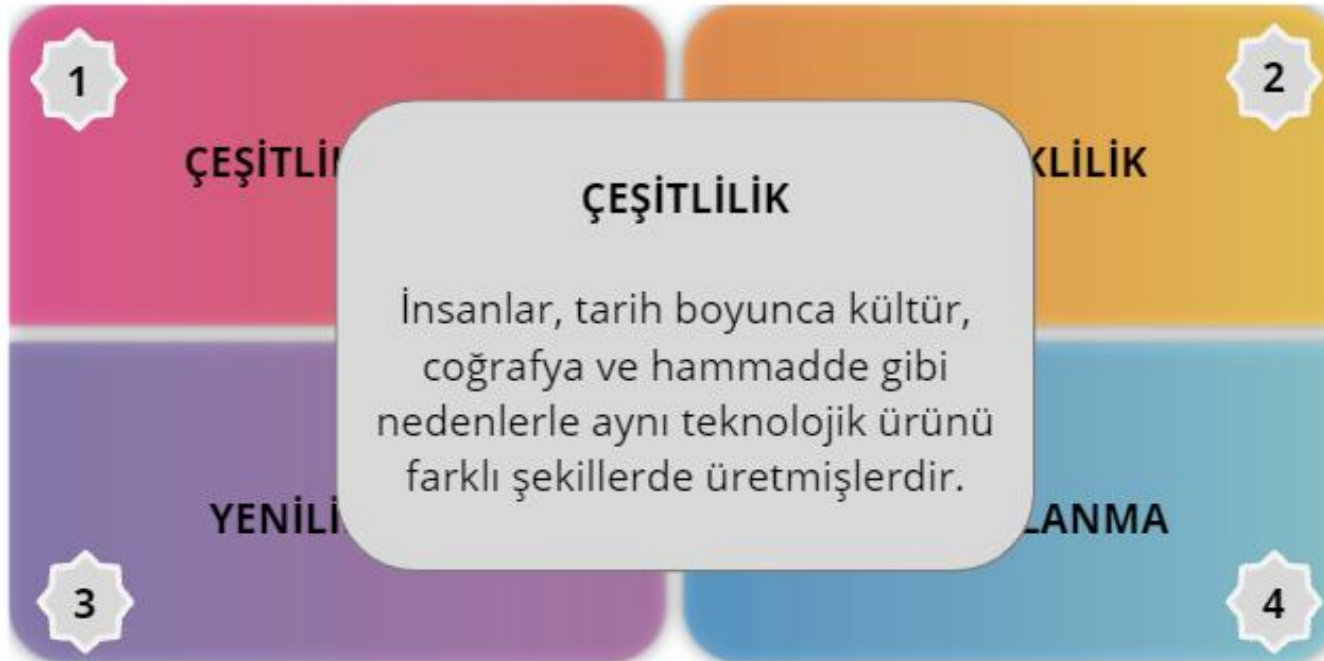 1
2
ÇEŞİTLİ
KLİLİK
ÇEŞİTLİLİK
İnsanlar, tarih boyunca kültür,
coğrafya ve hammadde gibi
nedenlerle aynı teknolojik ürünü
farklı şekillerde üretmişlerdir.
YENİLİ
LANMA
3
4